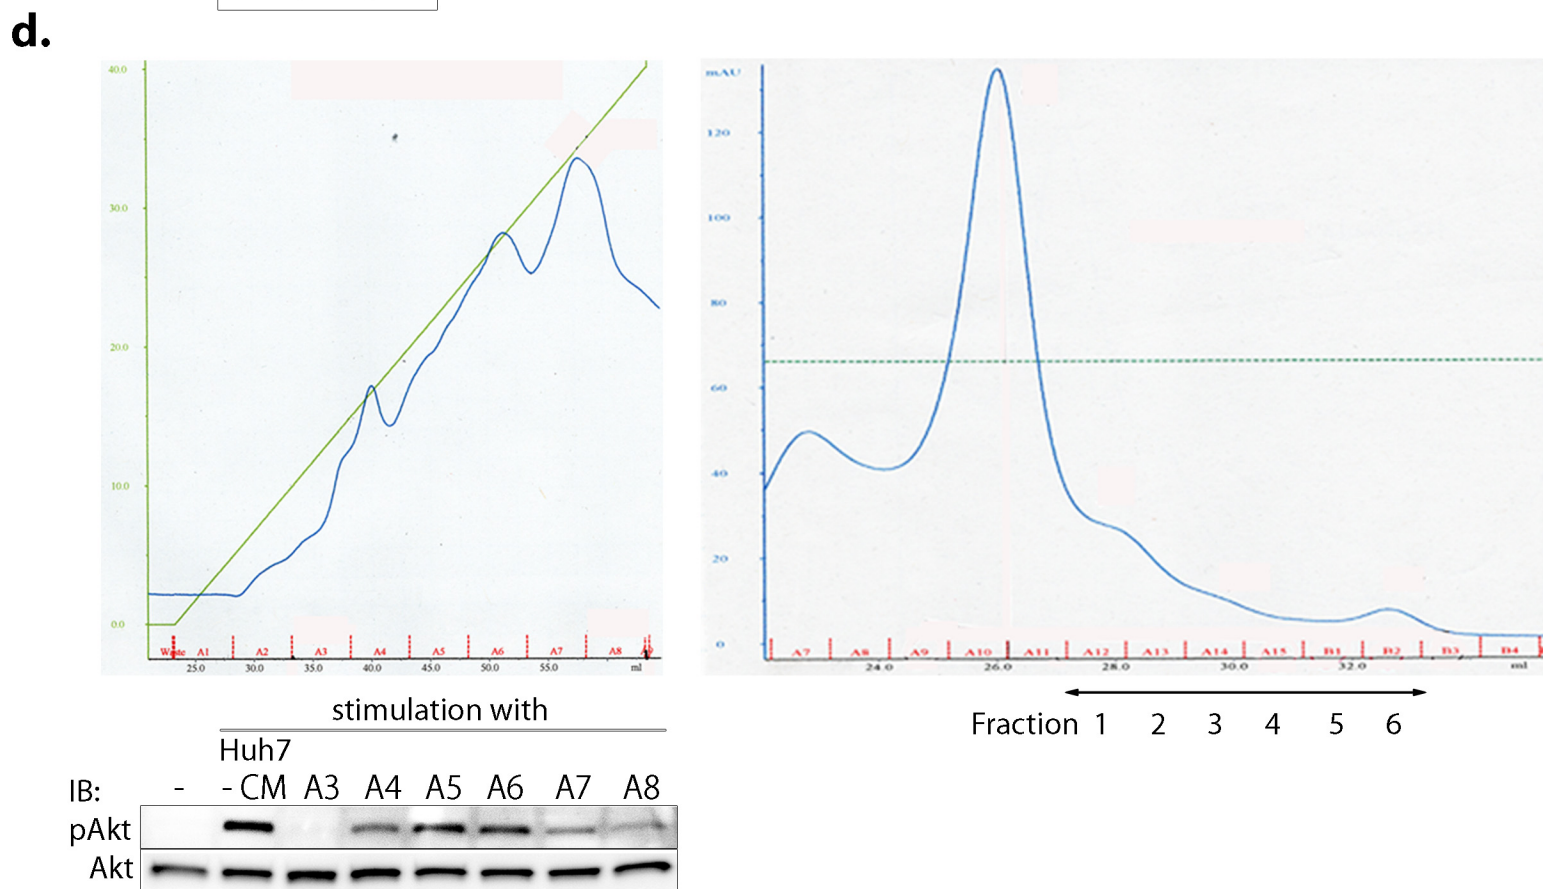 d.
40.0
30.0
20.0
10.0
0.0
Waste A1 A2 A3 A4 A5 A6 A7 A8
25.0 30.0 35.0 40.0 45.0 50.0 55.0 ml
mAU
120
100
80
60
40
20
0
A7 A8 A9 A10 A11 A12 A13 A14 A15 B1 B2 B3 B4
24.0 26.0 28.0 30.0 32.0 ml
Fraction 1 2 3 4 5 6
stimulation with
Huh7
IB: - - CM A3 A4 A5 A6 A7 A8
pAkt
Akt